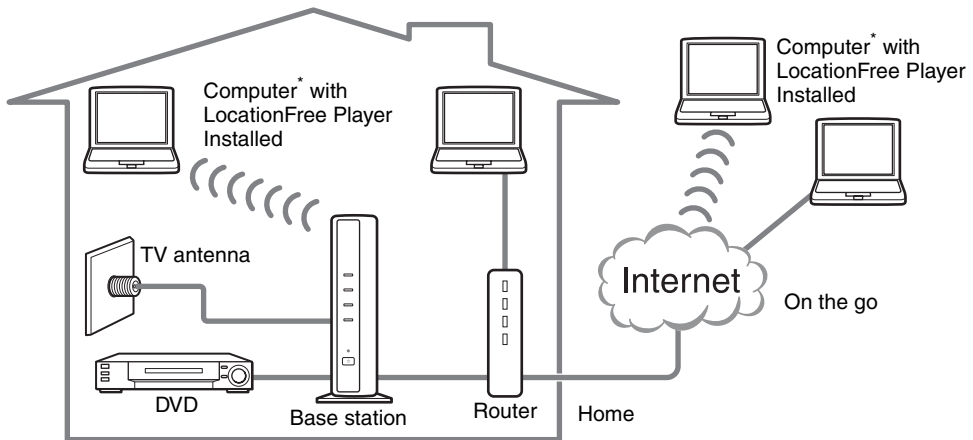 Computer* with
LocationFree Player
Installed
Computer* with
LocationFree Player
Installed
TV antenna
Internet
On the go
DVD
Base station
Router
Home